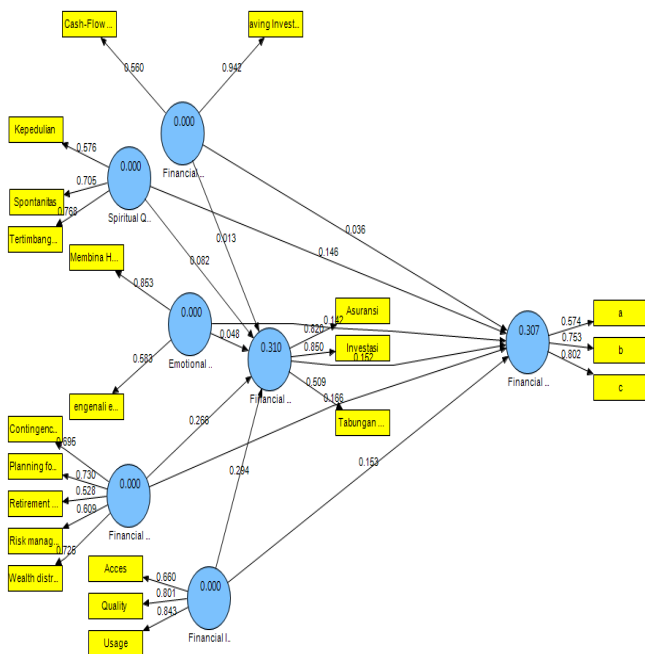 Cash-Flow ...
aving Invest..
0.560
0.942
0.000
Financial ..
Kepedulian
0.576
0.000
Spontanitas
0.705
Tertimbang..
0.768
Spiritual Q..
0.036
0.013
0.146
0.082
Membina H...
0.853
0.000
Emotional ..
0.048
0.583
engenali e...
Asuransi
0.142
0.820
0.310
Investasi
0.850
0.152
Financial ..
0.509
Tabungan ...
0.307
Financial ..
0.574
a
0.753
b
0.802
c
0.166
0.266
Contingenc..
0.695
Planning fo..
0.730
0.000
Retirement ...
0.528
Risk manag..
0.609
Wealth distr...
0.725
Financial ..
0.294
0.153
Acces
0.660
0.000
Quality
0.801
Usage
0.843
Financial I..